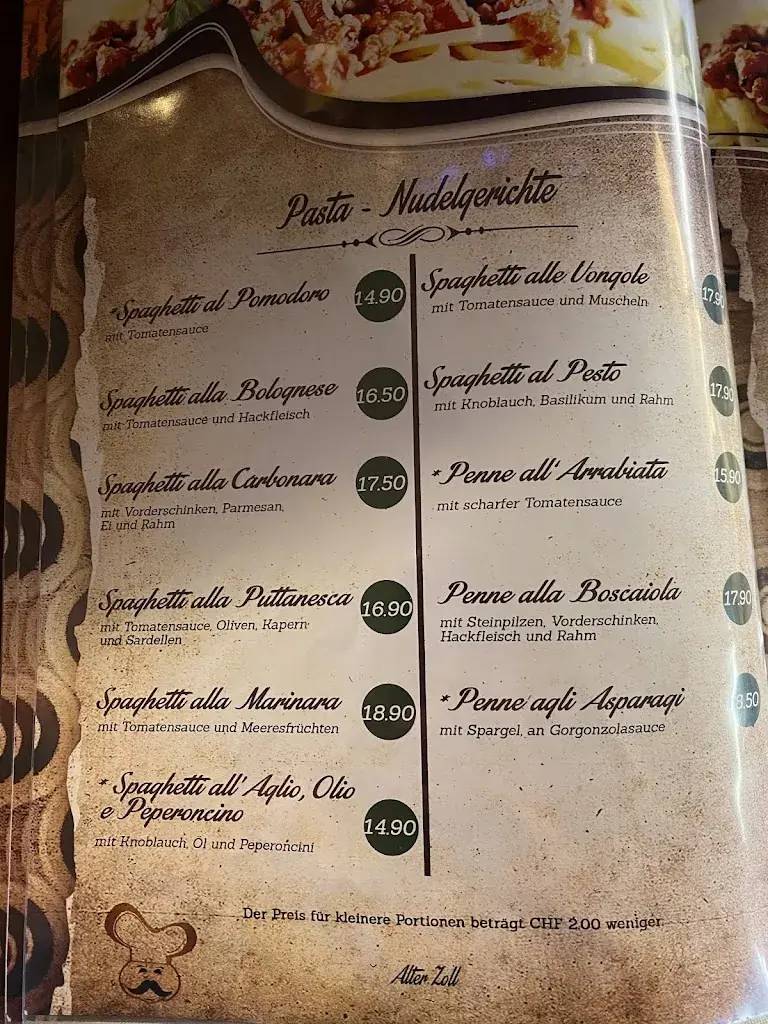 Pasta - Nudelgerichte
*Spaghetti al Pomodoro 14.90
mit Tomatensauce
Spaghetti alla Bolognese 16.50
mit Tomatensauce und Hackfleisch
Spaghetti alla Carbonara 17.50
mit Vorderschinken, Parmesan,
Ei und Rahm
Spaghetti alla Puttanesca 16.90
mit Tomatensauce, Oliven, Kapern
und Sardellen
Spaghetti alla Marinara 18.90
mit Tomatensauce und Meeresfrüchten
* Spaghetti all' Aglio, Olio
e Peperoncino 14.90
mit Knoblauch, Öl und Peperoncini
Spaghetti alle Vongole
mit Tomatensauce und Muscheln
Spaghetti al Pesto 17.90
mit Knoblauch, Basilikum und Rahm
* Penne all' Arrabiata 15.90
mit scharfer Tomatensauce
Penne alla Boscaiola 17.90
mit Steinpilzen, Vorderschinken,
Hackfleisch und Rahm
* Penne agli Asparagi
mit Spargel, an Gorgonzolasauce
Der Preis für kleinere Portionen beträgt CHF 2.00 weniger.
Alter Zoll